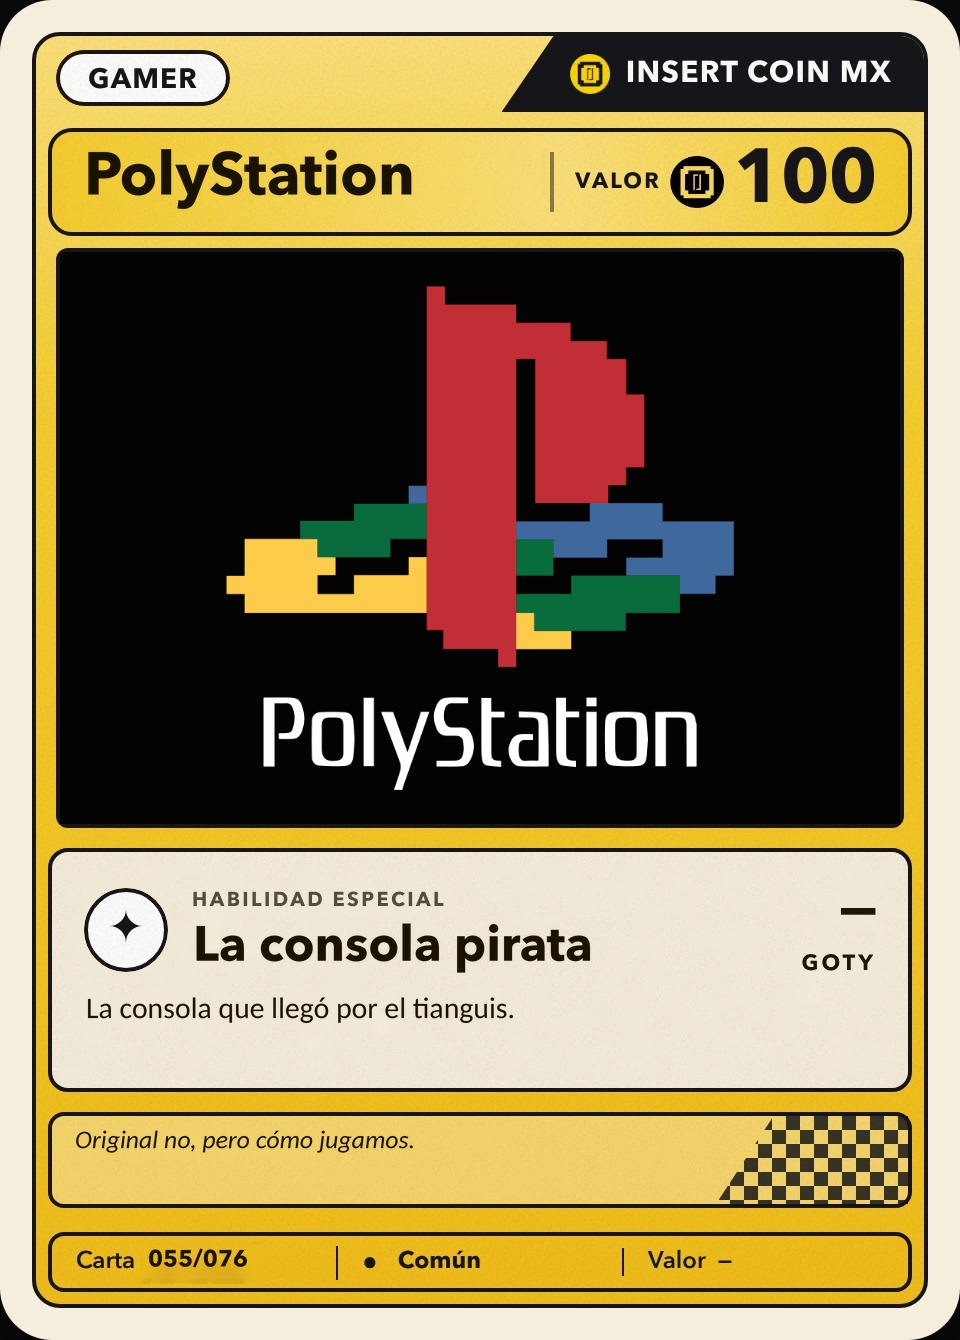 GAMER
INSERT COIN MX
PolyStation
VALOR 100
PolyStation
HABILIDAD ESPECIAL
La consola pirata
—
GOTY
La consola que llegó por el tianguis.
Original no, pero cómo jugamos.
Carta 055/076 • Común Valor –